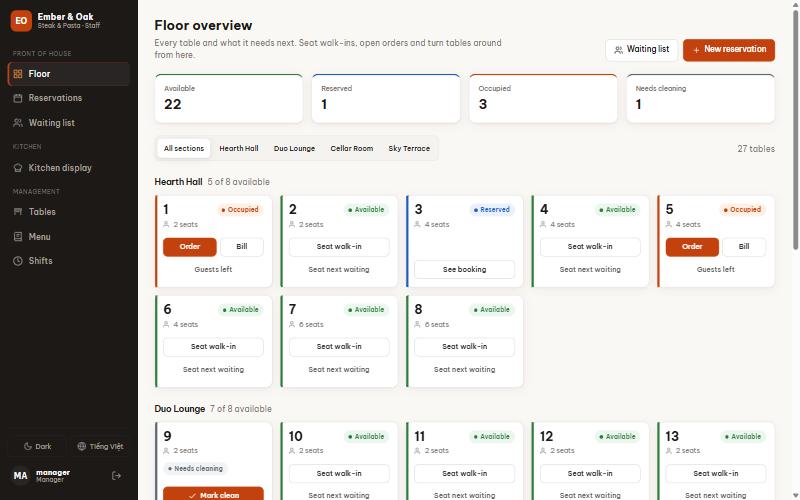 EO
Ember & Oak
Steak & Pasta · Staff
FRONT OF HOUSE
Floor
Reservations
Waiting list
KITCHEN
Kitchen display
MANAGEMENT
Tables
Menu
Shifts
Dark
Tiếng Việt
MA
manager
Manager
Floor overview
Every table and what it needs next. Seat walk-ins, open orders and turn tables around
from here.
Waiting list
+ New reservation
Available
22
Reserved
1
Occupied
3
Needs cleaning
1
All sections
Hearth Hall
Duo Lounge
Cellar Room
Sky Terrace
27 tables
Hearth Hall 5 of 8 available
1
Occupied
2 seats
Order
Bill
Guests left
2
Available
2 seats
Seat walk-in
Seat next waiting
3
Reserved
4 seats
See booking
4
Available
4 seats
Seat walk-in
Seat next waiting
5
Occupied
4 seats
Order
Bill
Guests left
6
Available
4 seats
Seat walk-in
Seat next waiting
7
Available
6 seats
Seat walk-in
Seat next waiting
8
Available
6 seats
Seat walk-in
Seat next waiting
Duo Lounge 7 of 8 available
9
2 seats
Needs cleaning
Mark clean
10
Available
2 seats
Seat walk-in
Seat next waiting
11
Available
2 seats
Seat walk-in
Seat next waiting
12
Available
2 seats
Seat walk-in
Seat next waiting
13
Available
2 seats
Seat walk-in
Seat next waiting